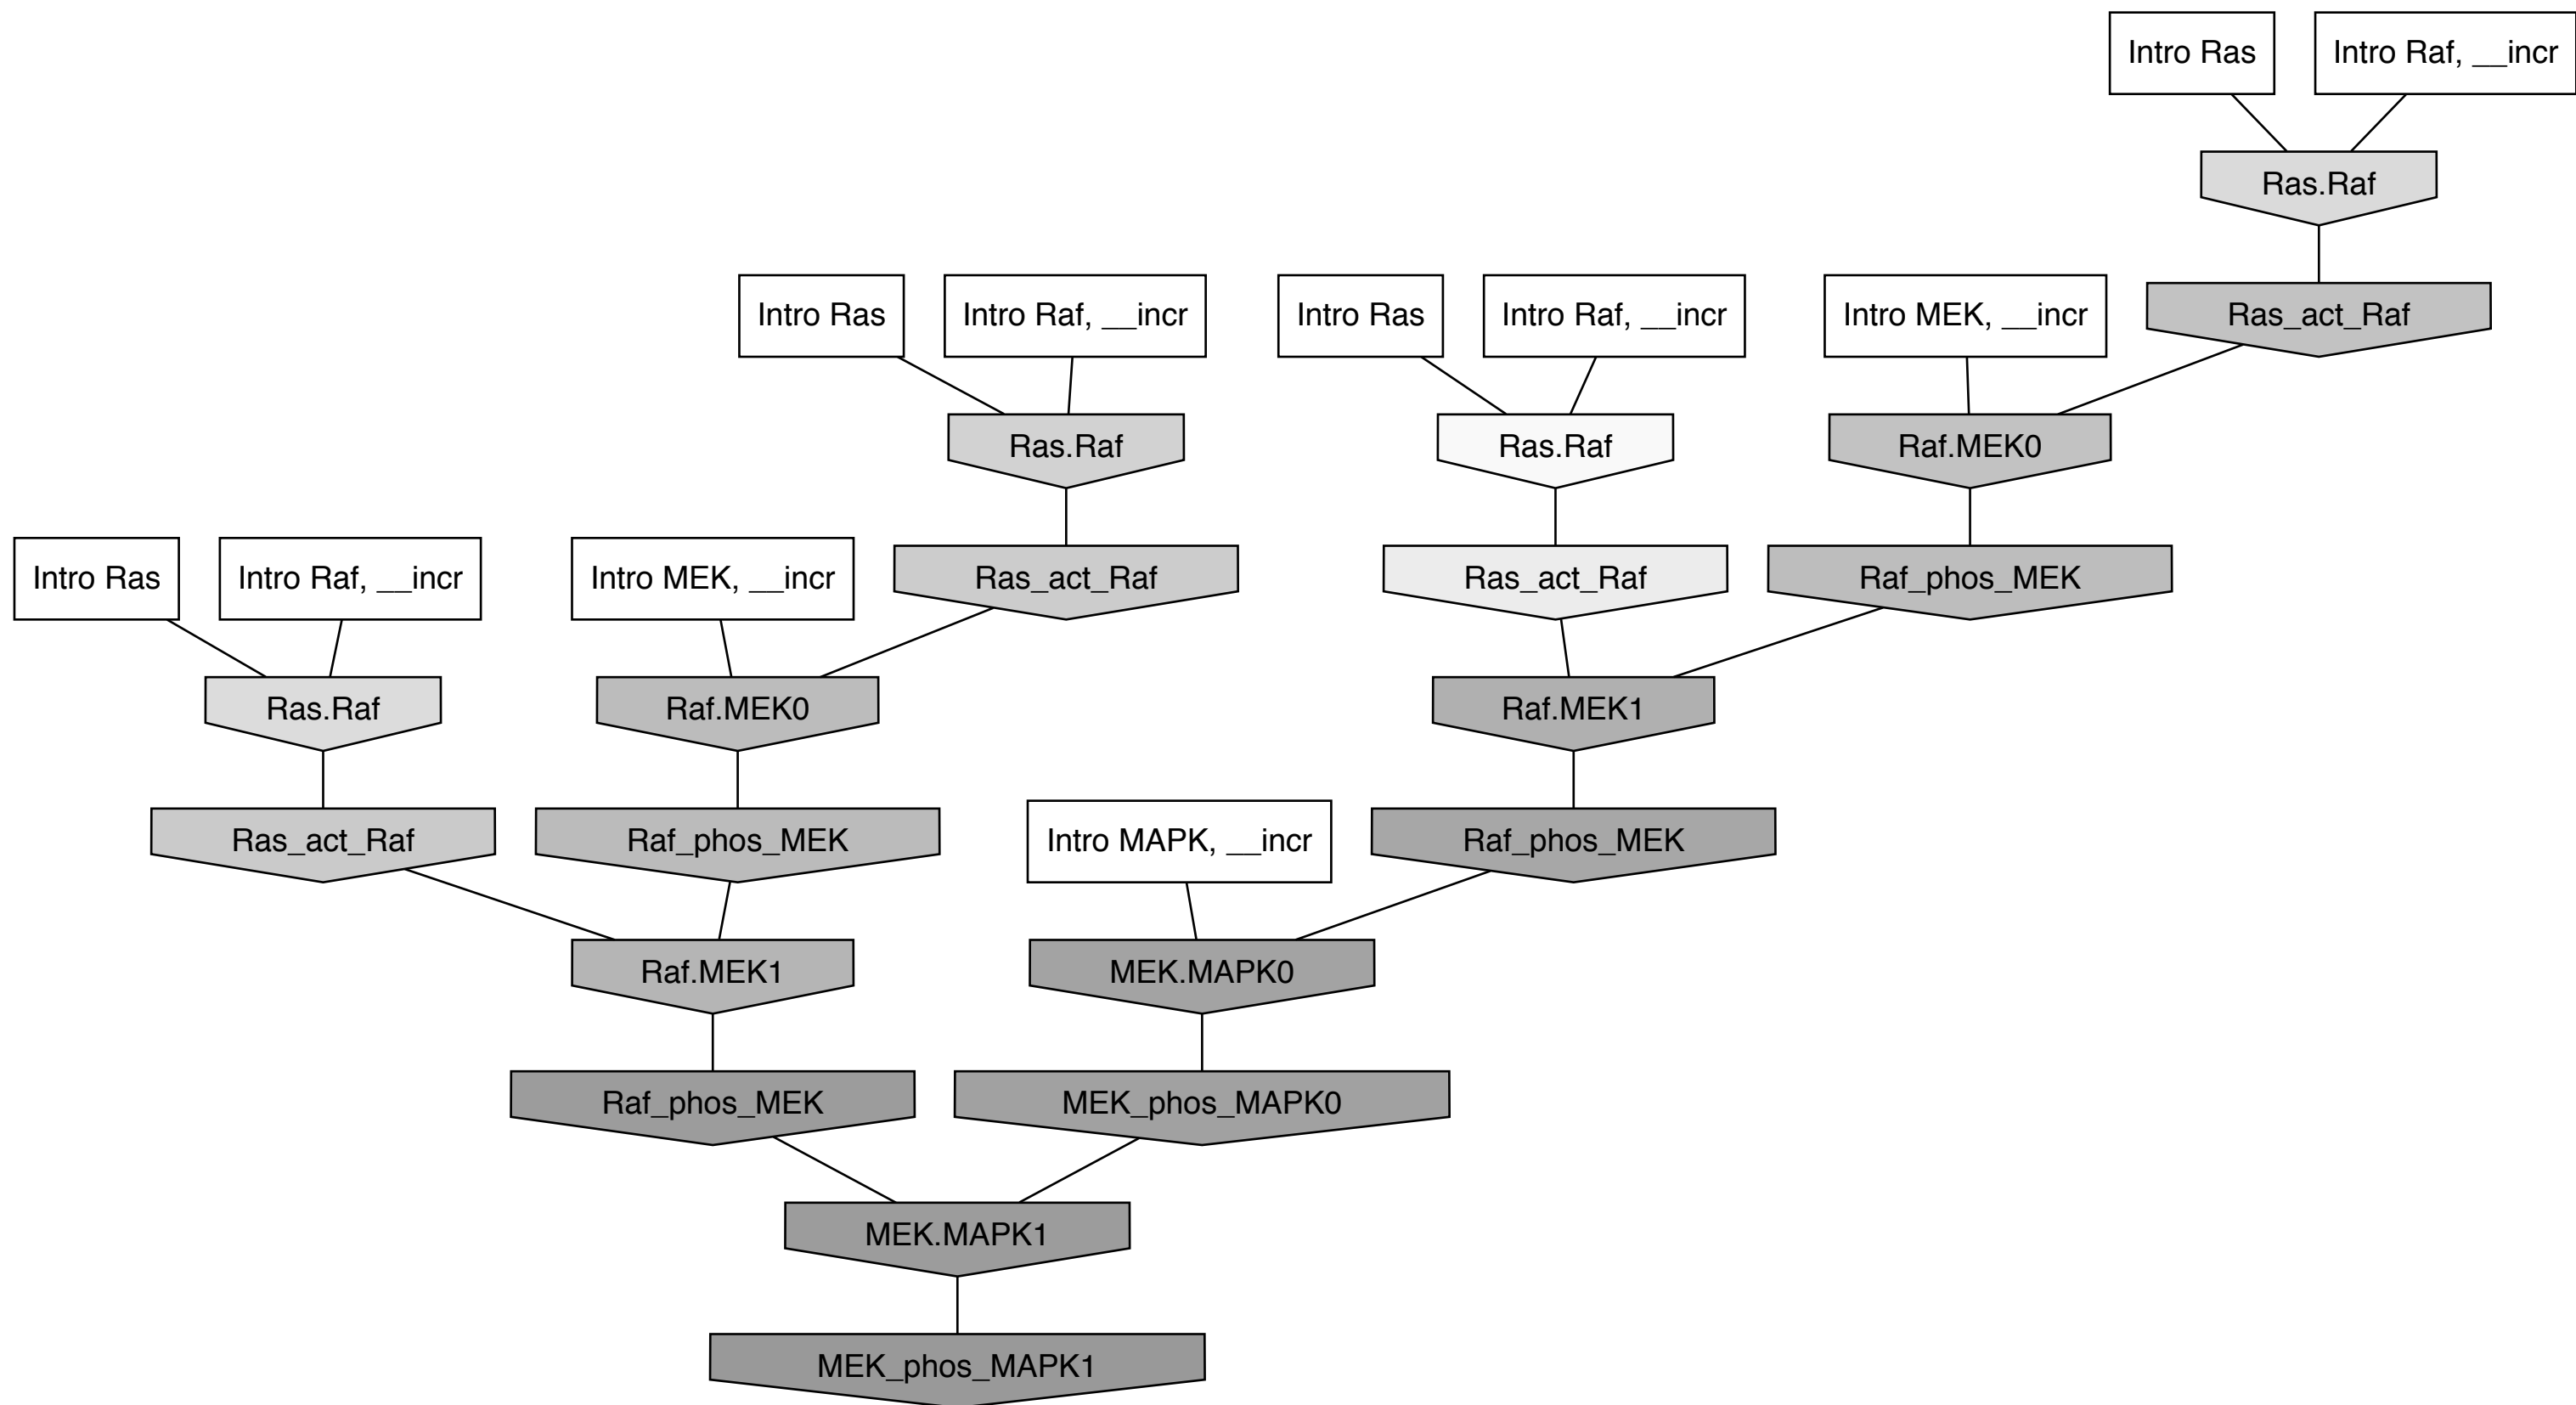 Intro Ras
Intro Raf, __incr
Ras.Raf
Intro Ras
Intro Raf, __incr
Intro Ras
Intro Raf, __incr
Intro MEK, __incr
Ras_act_Raf
Ras.Raf
Ras.Raf
Raf.MEK0
Intro Ras
Intro Raf, __incr
Intro MEK, __incr
Ras_act_Raf
Ras_act_Raf
Raf_phos_MEK
Ras.Raf
Raf.MEK0
Raf.MEK1
Ras_act_Raf
Raf_phos_MEK
Intro MAPK, __incr
Raf_phos_MEK
Raf.MEK1
MEK.MAPK0
Raf_phos_MEK
MEK_phos_MAPK0
MEK.MAPK1
MEK_phos_MAPK1